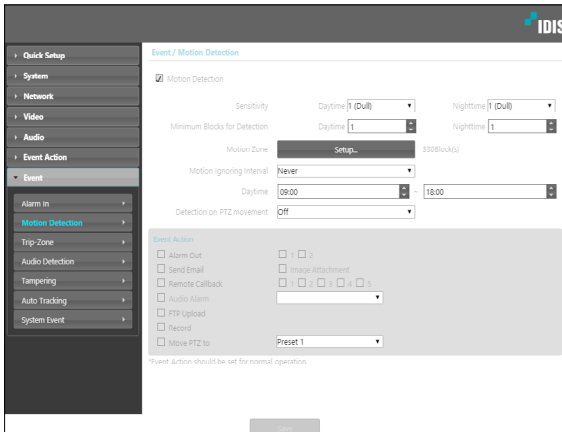 IDIS
Quick Setup
System
Network
Video
Audio
Event Action
Event
Alarm In
Motion Detection
Trip-Zone
Audio Detection
Tampering
Auto Tracking
System Event
Event / Motion Detection
Motion Detection
Sensitivity Daytime 1 (Dull) Nighttime 1 (Dull)
Minimum Blocks for Detection Daytime 1 Nighttime 1
Motion Zone Setup... 330Block(s)
Motion Ignoring Interval Never
Daytime 09:00 ~ 18:00
Detection on PTZ movement Off
Event Action
Alarm Out 1 2
Send Email Image Attachment
Remote Callback 1 2 3 4 5
Audio Alarm
FTP Upload
Record
Move PTZ to Preset 1
*Event Action should be set for normal operation.
Save